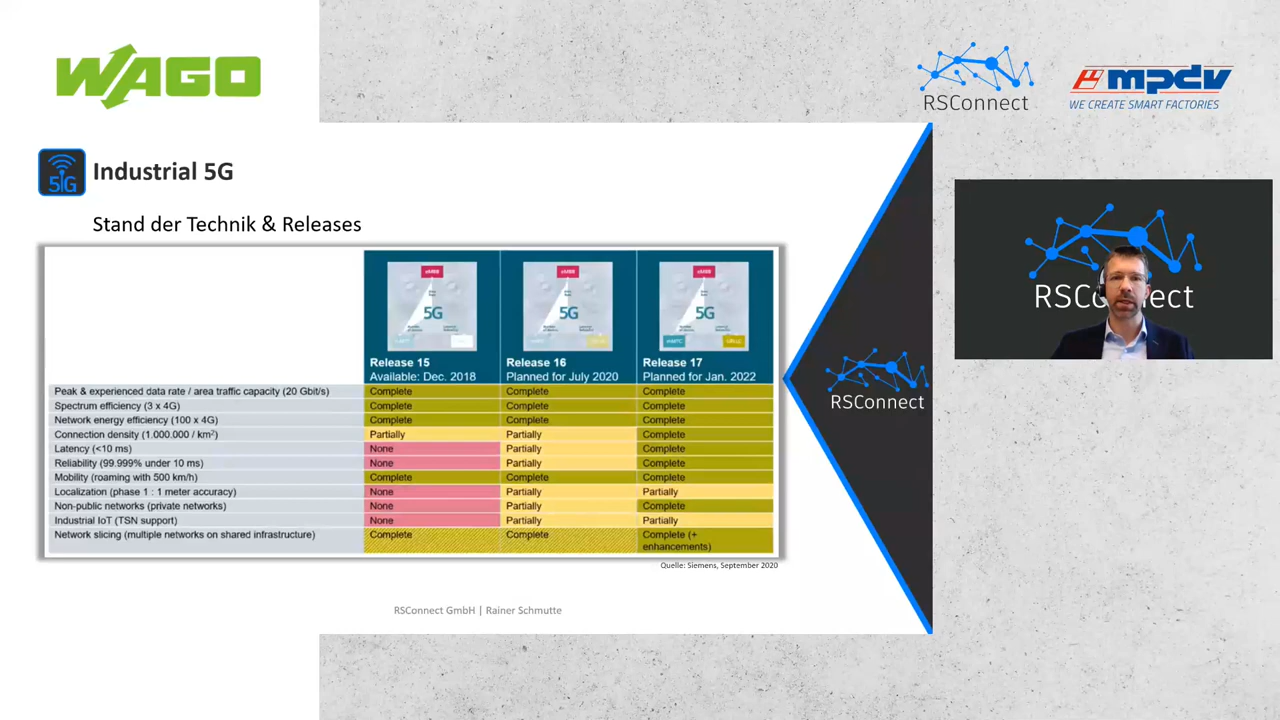 WAGO
RSConnect
mpdv
WE CREATE SMART FACTORIES
5G
Industrial 5G
Stand der Technik & Releases
eMBB
eMBB
eMBB
5G
5G
5G
Release 15
Release 16
Release 17
Available: Dec. 2018
Planned for July 2020
Planned for Jan. 2022
Peak & experienced data rate / area traffic capacity (20 Gbit/s) Complete Complete Complete
Spectrum efficiency (3 x 4G) Complete Complete Complete
Network energy efficiency (100 x 4G) Complete Complete Complete
Connection density (1.000.000 / km²) Partially Partially Complete
Latency (<10 ms) None Partially Complete
Reliability (99.999% under 10 ms) None Partially Complete
Mobility (roaming with 500 km/h) Complete Complete Complete
Localization (phase 1 : 1 meter accuracy) None Partially Partially
Non-public networks (private networks) None Partially Complete
Industrial IoT (TSN support) None Partially Partially
Network slicing (multiple networks on shared infrastructure) Complete Complete Complete (+
enhancements)
Quelle: Siemens, September 2020
RSConnect GmbH | Rainer Schmutte
RSConnect